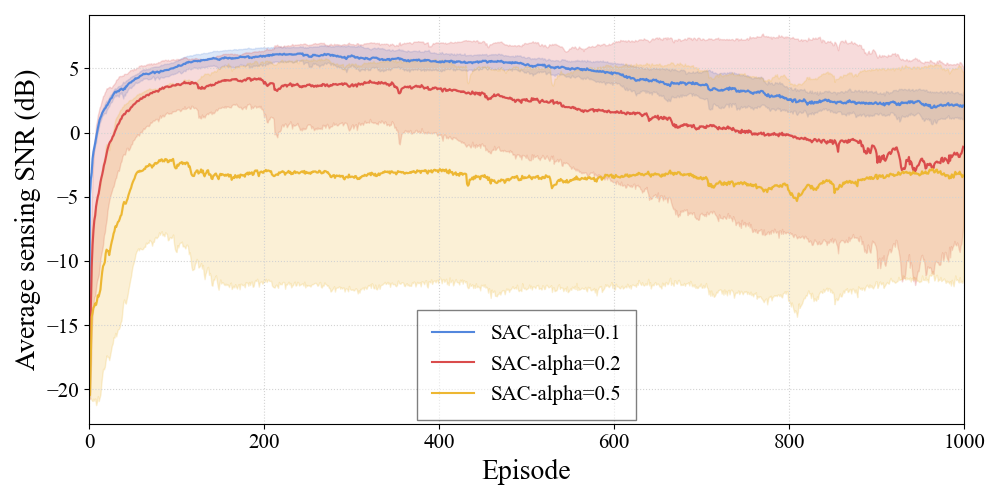 Average sensing SNR (dB)
5
0
−5
−10
−15
−20
SAC-alpha=0.1
SAC-alpha=0.2
SAC-alpha=0.5
0 200 400 600 800 1000
Episode